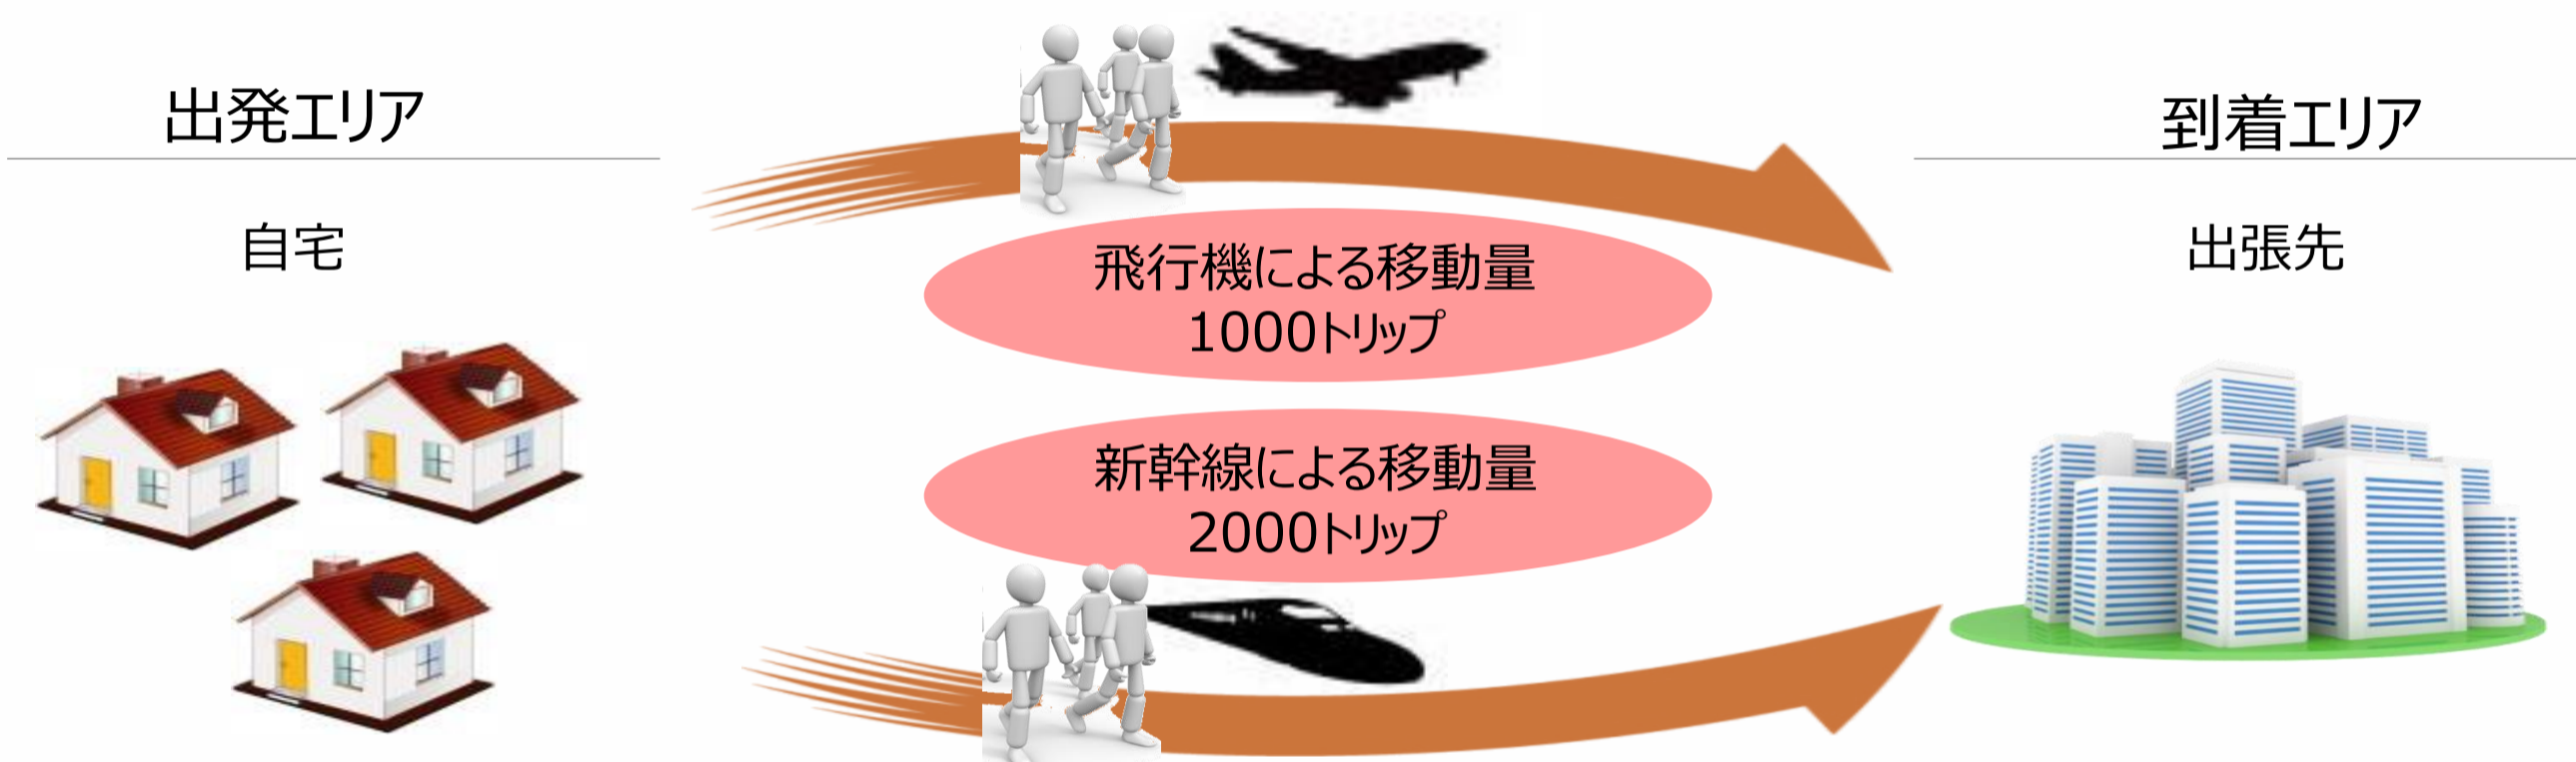 出発エリア
自宅
飛行機による移動量
1000トリップ
新幹線による移動量
2000トリップ
到着エリア
出張先